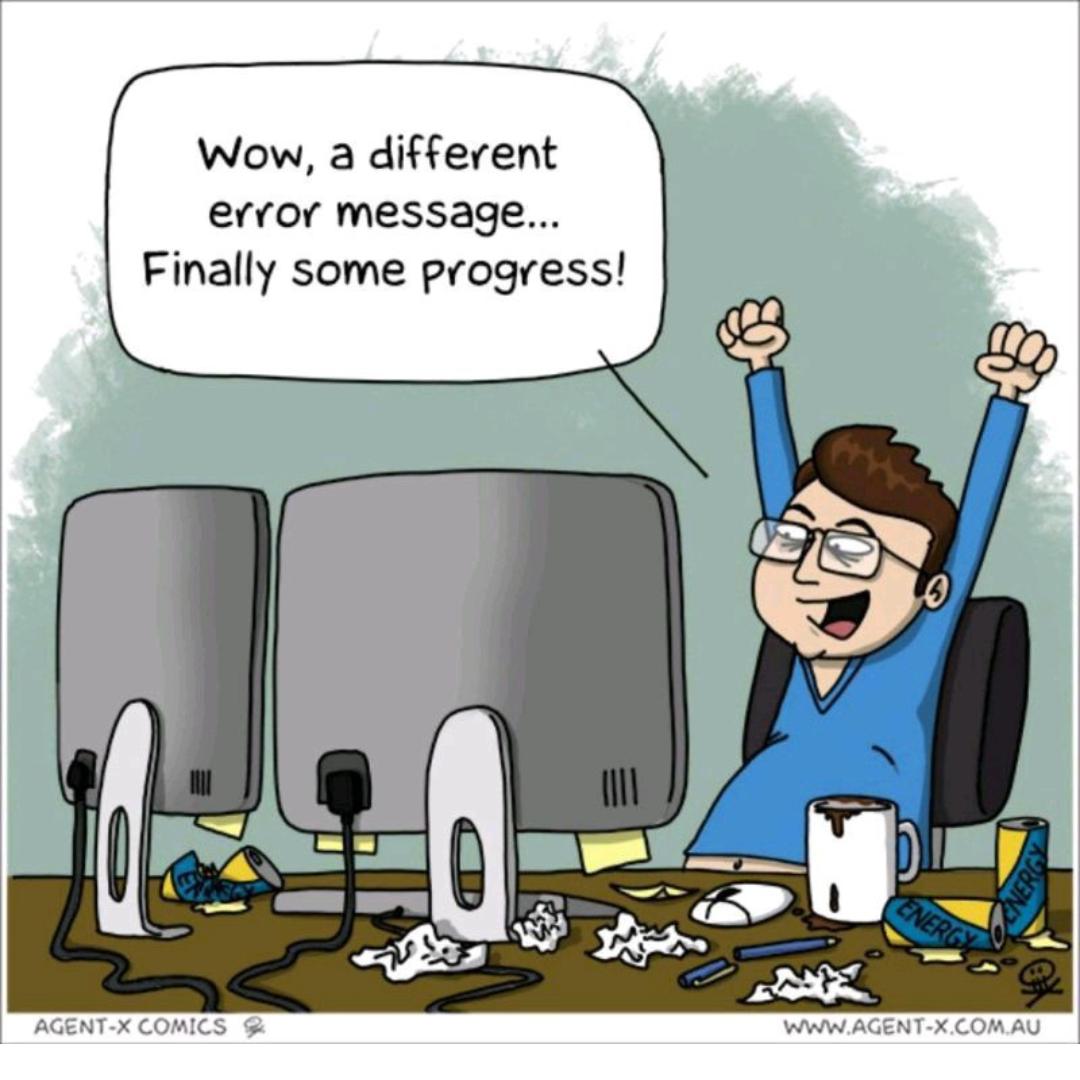 Wow, a different
error message...
Finally some progress!
ENERGY
ENERGY
ENERGY
AGENT-X COMICS
WWW.AGENT-X.COM.AU